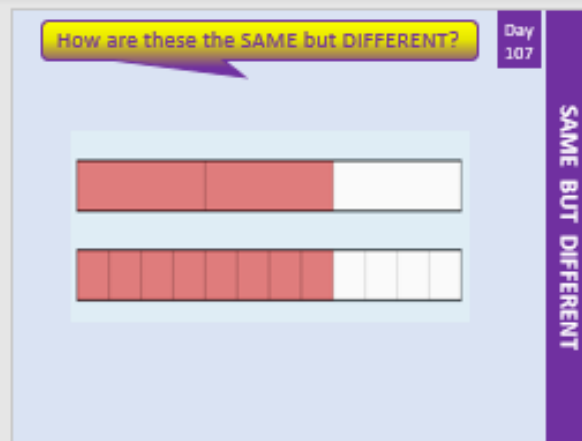 How are these the SAME but DIFFERENT?
Day
107
SAME BUT DIFFERENT